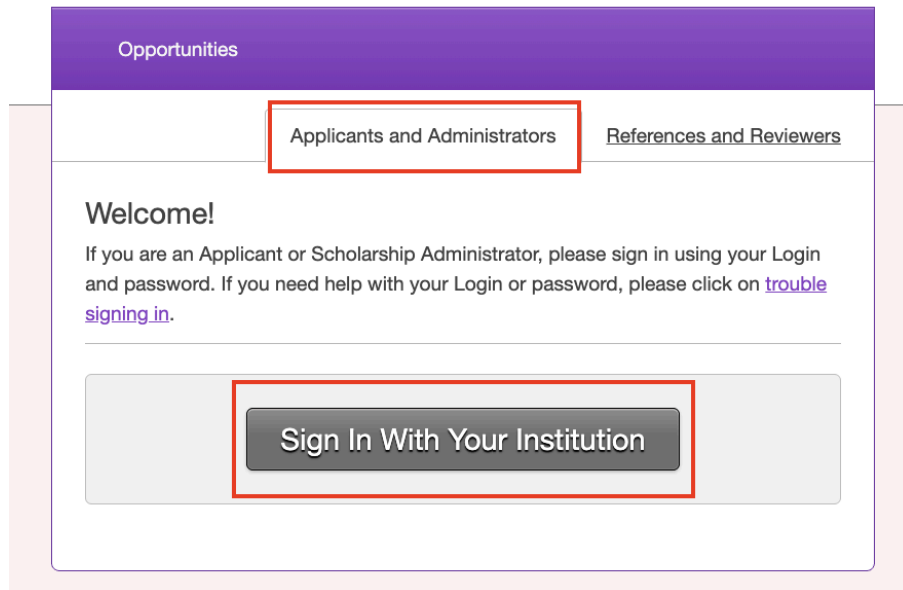 Opportunities
Applicants and Administrators
References and Reviewers
Welcome!
If you are an Applicant or Scholarship Administrator, please sign in using your Login
and password. If you need help with your Login or password, please click on trouble
signing in.
Sign In With Your Institution